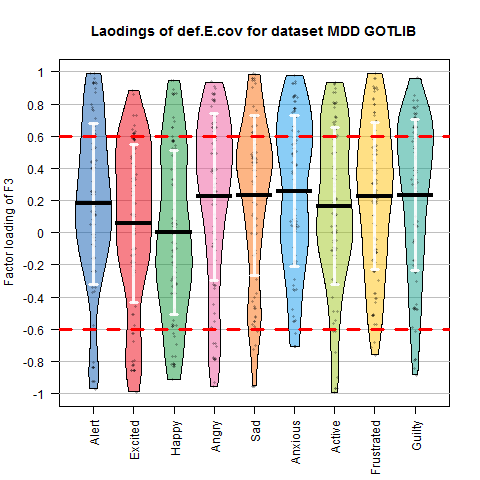 Laodings of def.E.cov for dataset MDD GOTLIB
Factor loading of F3
1
0.8
0.6
0.4
0.2
0
-0.2
-0.4
-0.6
-0.8
-1
Alert
Excited
Happy
Angry
Sad
Anxious
Active
Frustrated
Guilty